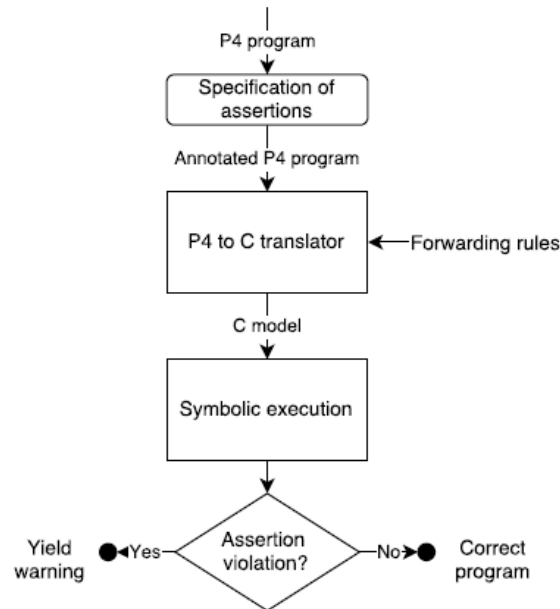 P4 program
Specification of
assertions
Annotated P4 program
P4 to C translator
Forwarding rules
C model
Symbolic execution
Assertion
violation?
Yes
No
Yield
warning
Correct
program